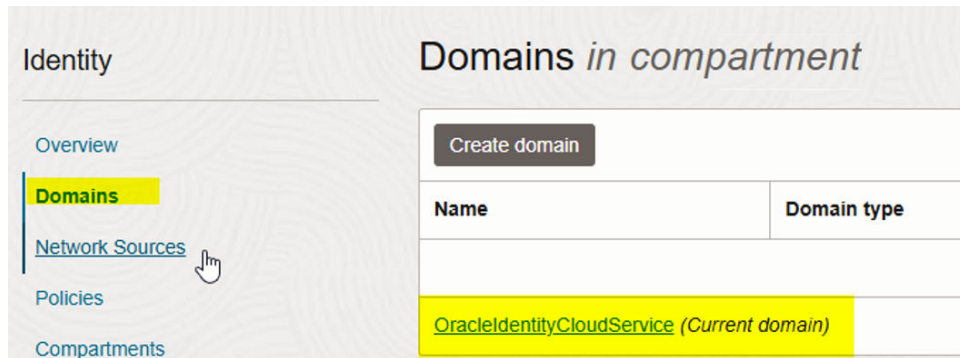 Identity
Overview
Domains
Network Sources
Policies
Compartments
Domains in compartment
Create domain
Name Domain type
OracleIdentityCloudService (Current domain)